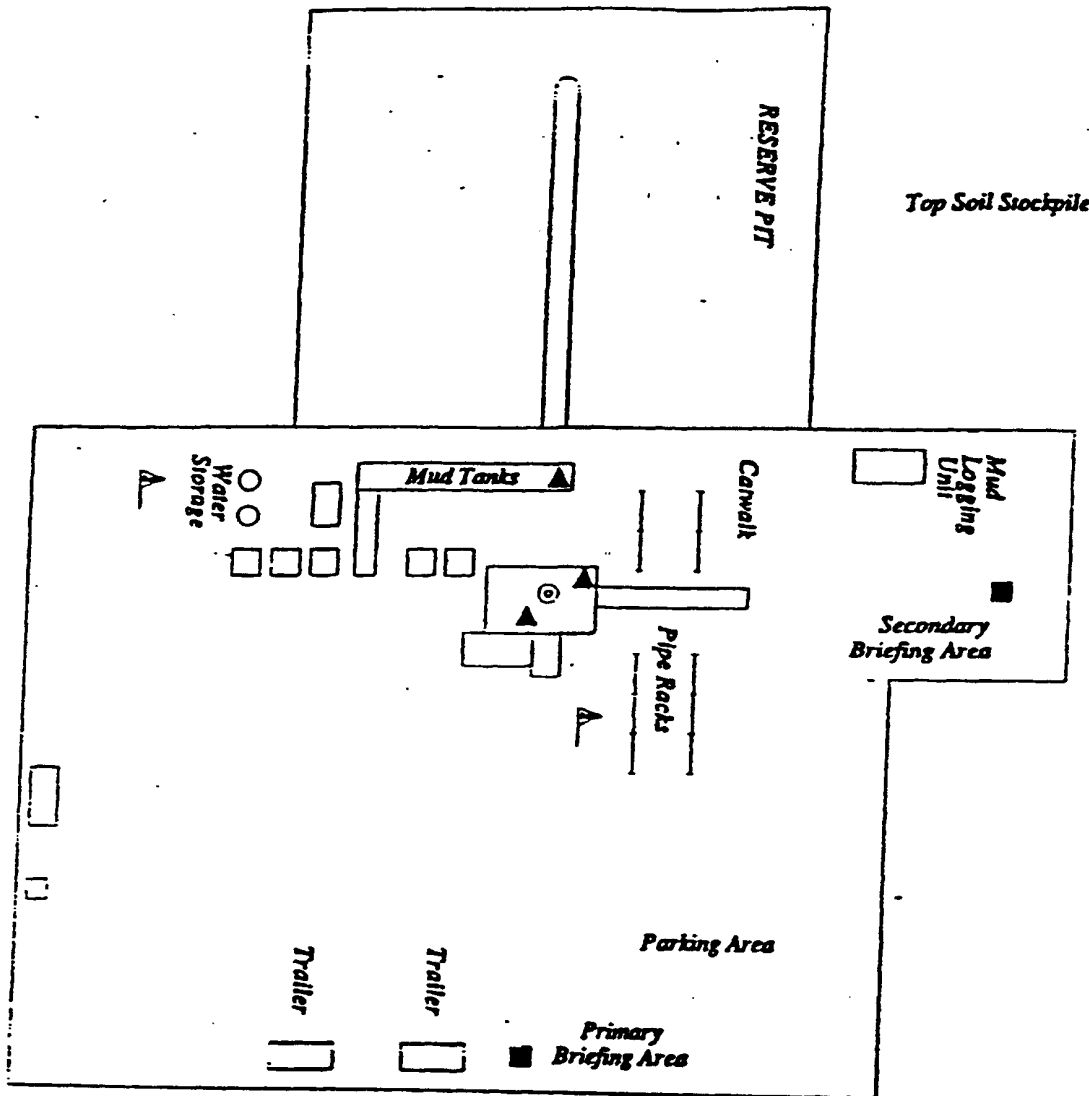 RESERVE PIT
Top Soil Stockpile
Water
Storage
Mud Tanks
Catwalk
Mud
Logging
Unit
Secondary
Briefing Area
Pipe Racks
Parking Area
Trailer
Trailer
Primary
Briefing Area